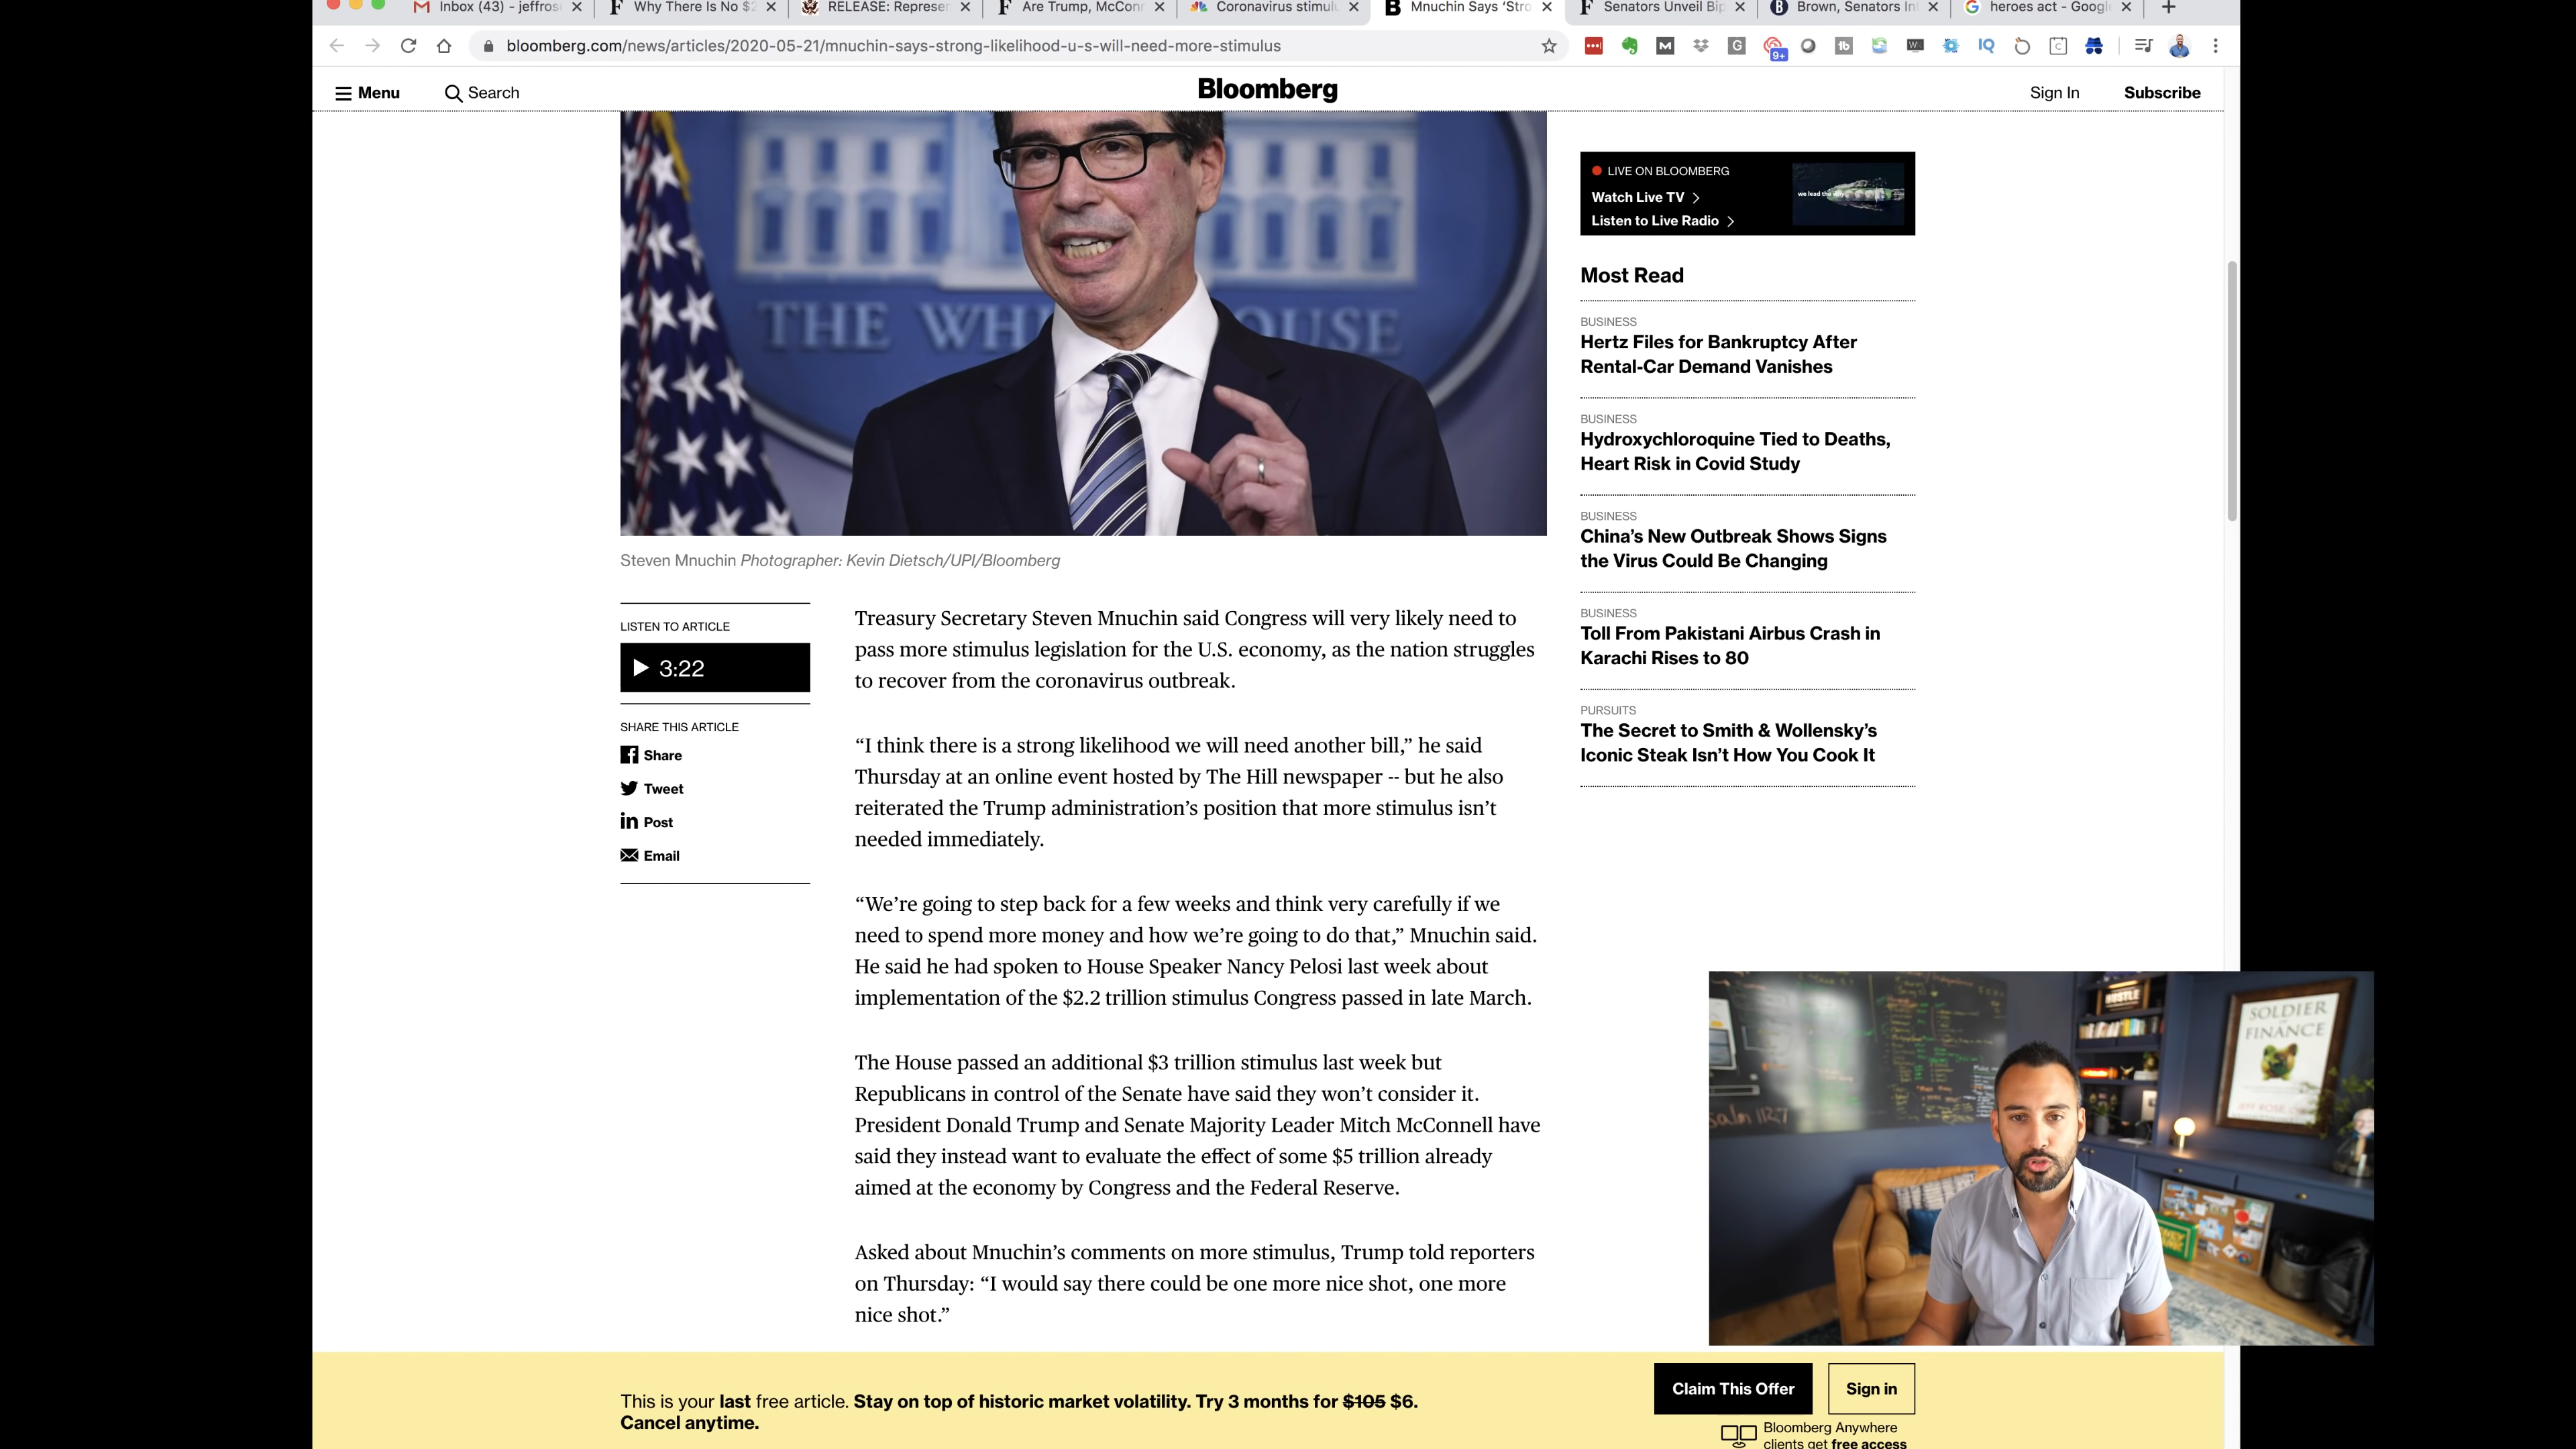 Inbox (43) - jeffros
Why There Is No $2
RELEASE: Represen
Are Trump, McConn
Coronavirus stimul
Mnuchin Says ‘Stro
Senators Unveil Bip
Brown, Senators In
heroes act - Googl
bloomberg.com/news/articles/2020-05-21/mnuchin-says-strong-likelihood-u-s-will-need-more-stimulus
9+
Menu
Search
Bloomberg
Sign In
Subscribe
THE WH OUSE
Steven Mnuchin Photographer: Kevin Dietsch/UPI/Bloomberg
LISTEN TO ARTICLE
3:22
SHARE THIS ARTICLE
Share
Tweet
Post
Email
Treasury Secretary Steven Mnuchin said Congress will very likely need to
pass more stimulus legislation for the U.S. economy, as the nation struggles
to recover from the coronavirus outbreak.
“I think there is a strong likelihood we will need another bill,” he said
Thursday at an online event hosted by The Hill newspaper -- but he also
reiterated the Trump administration’s position that more stimulus isn’t
needed immediately.
“We’re going to step back for a few weeks and think very carefully if we
need to spend more money and how we’re going to do that,” Mnuchin said.
He said he had spoken to House Speaker Nancy Pelosi last week about
implementation of the $2.2 trillion stimulus Congress passed in late March.
The House passed an additional $3 trillion stimulus last week but
Republicans in control of the Senate have said they won’t consider it.
President Donald Trump and Senate Majority Leader Mitch McConnell have
said they instead want to evaluate the effect of some $5 trillion already
aimed at the economy by Congress and the Federal Reserve.
Asked about Mnuchin’s comments on more stimulus, Trump told reporters
on Thursday: “I would say there could be one more nice shot, one more
nice shot.”
LIVE ON BLOOMBERG
Watch Live TV
Listen to Live Radio
we lead the
Most Read
BUSINESS
Hertz Files for Bankruptcy After
Rental-Car Demand Vanishes
BUSINESS
Hydroxychloroquine Tied to Deaths,
Heart Risk in Covid Study
BUSINESS
China’s New Outbreak Shows Signs
the Virus Could Be Changing
BUSINESS
Toll From Pakistani Airbus Crash in
Karachi Rises to 80
PURSUITS
The Secret to Smith & Wollensky’s
Iconic Steak Isn’t How You Cook It
HUSTLE
SOLDIER
FINANCE
JEFF ROSE
salm 112:7
This is your last free article. Stay on top of historic market volatility. Try 3 months for $105 $6.
Cancel anytime.
Claim This Offer
Sign in
Bloomberg Anywhere
clients get free access